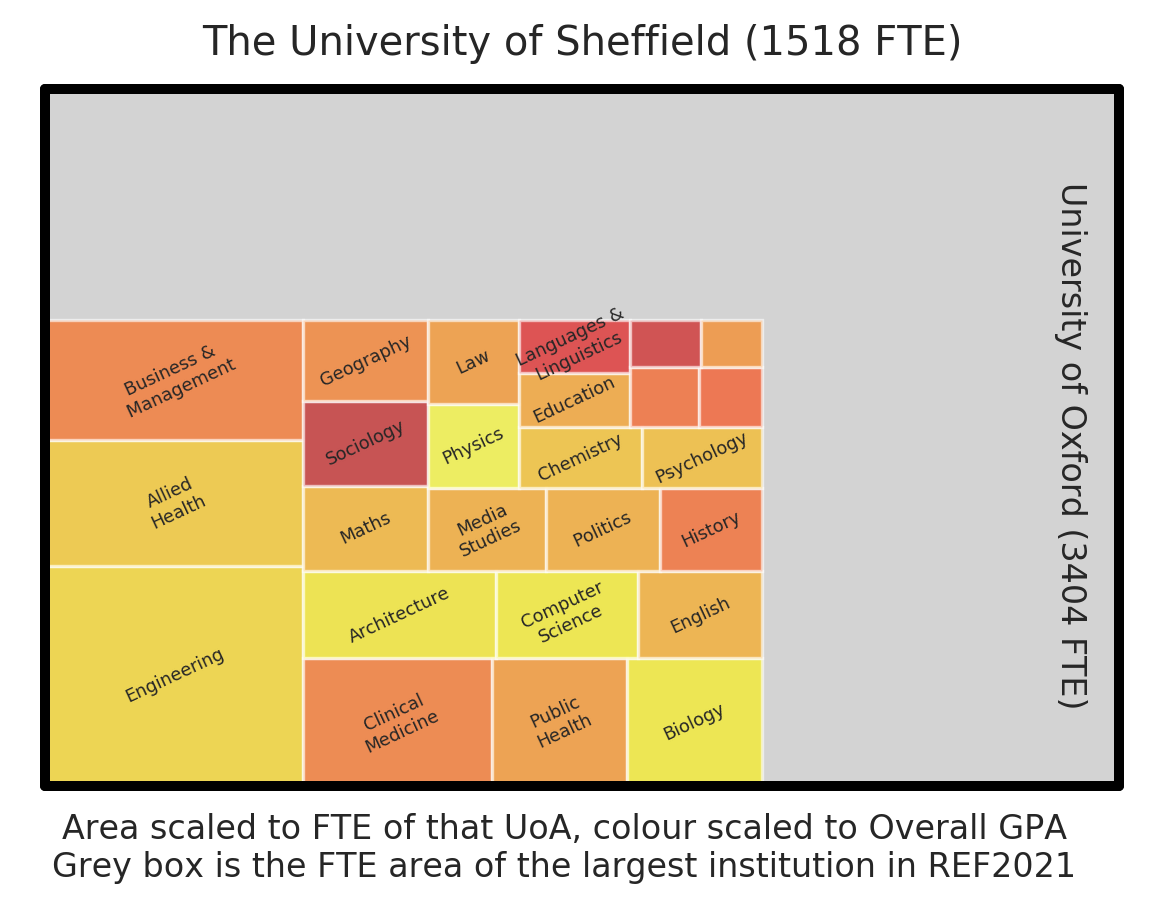 The University of Sheffield (1518 FTE)
University of Oxford (3404 FTE)
Business &
Management
Geography
Law
Languages &
Linguistics
Education
Sociology
Physics
Chemistry
Psychology
Allied
Health
Maths
Media
Studies
Politics
History
Architecture
Computer
Science
English
Engineering
Clinical
Medicine
Public
Health
Biology
Area scaled to FTE of that UoA, colour scaled to Overall GPA
Grey box is the FTE area of the largest institution in REF2021